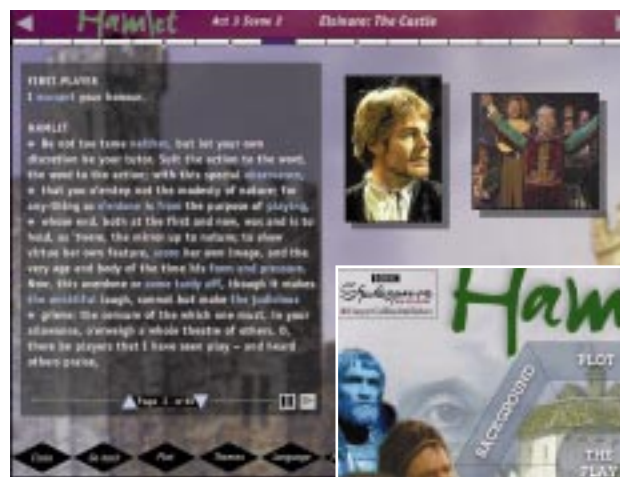 Hamlet Act 3 Scene 2 Elsinore: The Castle
FIRST PLAYER
I warrant your honour.
HAMLET
Be not too tame neither, but let your own
discretion be your tutor. Suit the action to the word,
the word to the action; with this special observance,
that you o'erstep not the modesty of nature; for
any-thing so o'erdone is from the purpose of playing,
whose end, both at the first and now, was and is to
hold, as 'twere, the mirror up to nature; to show
virtue her own feature, scorn her own image, and the
very age and body of the time his form and pressure.
Now, this overdone or come tardy off, though it makes
the unskilful laugh, cannot but make the judicious
grieve; the censure of the which one must, in your
allowance, o'erweigh a whole theatre of others. O,
there be players that I have seen play – and heard
others praise,
Page
Go back
Plot
Themes
Language
BBC
Shakespeare
Ham
PLOT
BACKGROUND
THE
PLAY